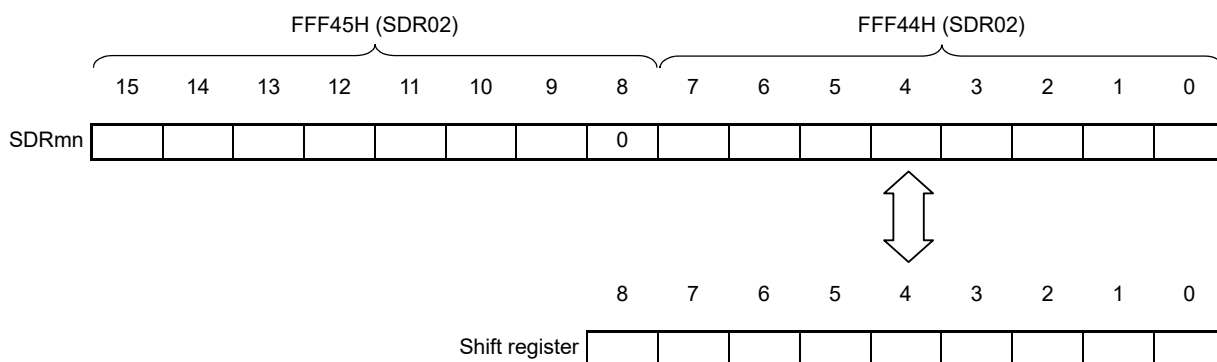 FFF45H (SDR02) FFF44H (SDR02)
15 14 13 12 11 10 9 8 7 6 5 4 3 2 1 0
SDRmn 0
8 7 6 5 4 3 2 1 0
Shift register